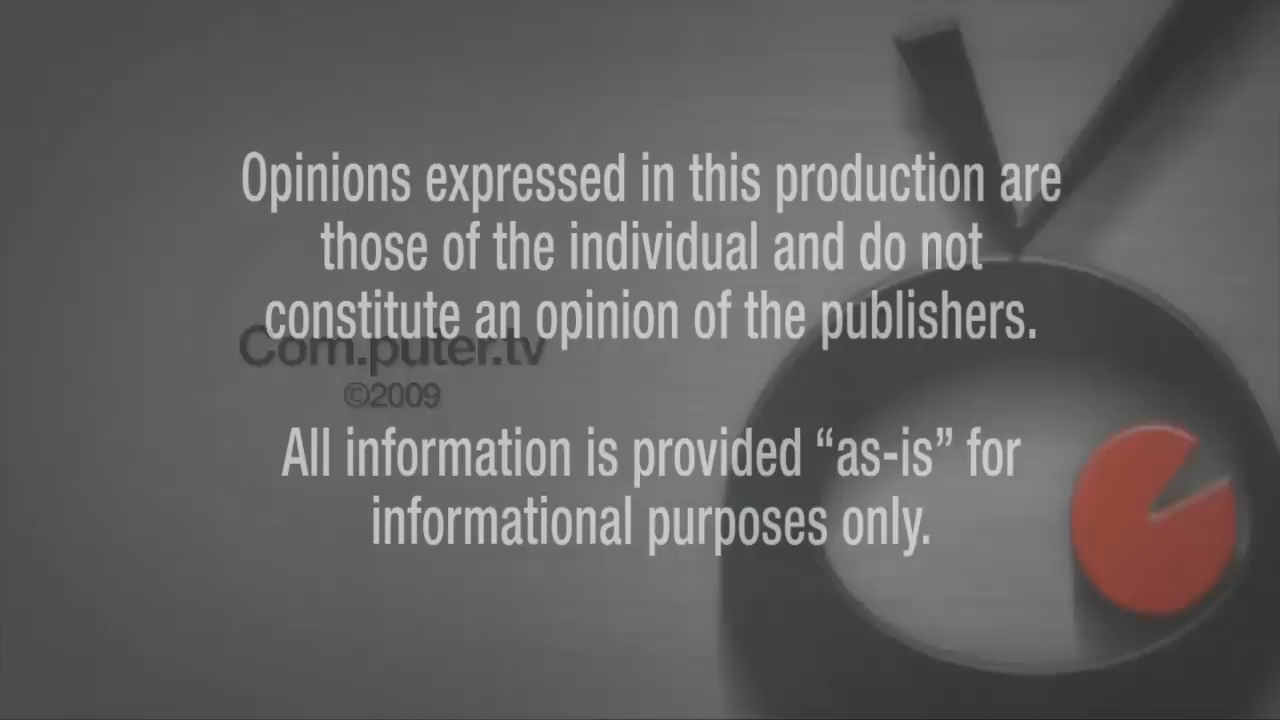 Opinions expressed in this production are
those of the individual and do not
constitute an opinion of the publishers.
Com.puter.tv
©2009
All information is provided “as-is” for
informational purposes only.